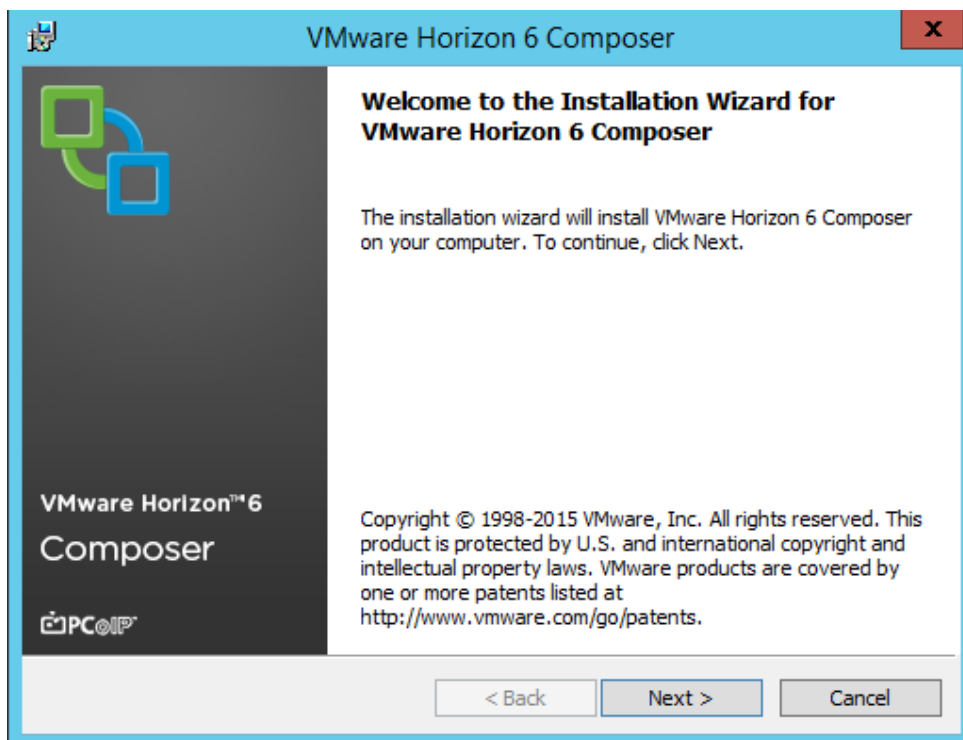 VMware Horizon 6 Composer
x
Welcome to the Installation Wizard for
VMware Horizon 6 Composer
The installation wizard will install VMware Horizon 6 Composer
on your computer. To continue, click Next.
VMware Horizon™ 6
Composer
PCoIP
Copyright © 1998-2015 VMware, Inc. All rights reserved. This
product is protected by U.S. and international copyright and
intellectual property laws. VMware products are covered by
one or more patents listed at
http://www.vmware.com/go/patents.
< Back
Next >
Cancel